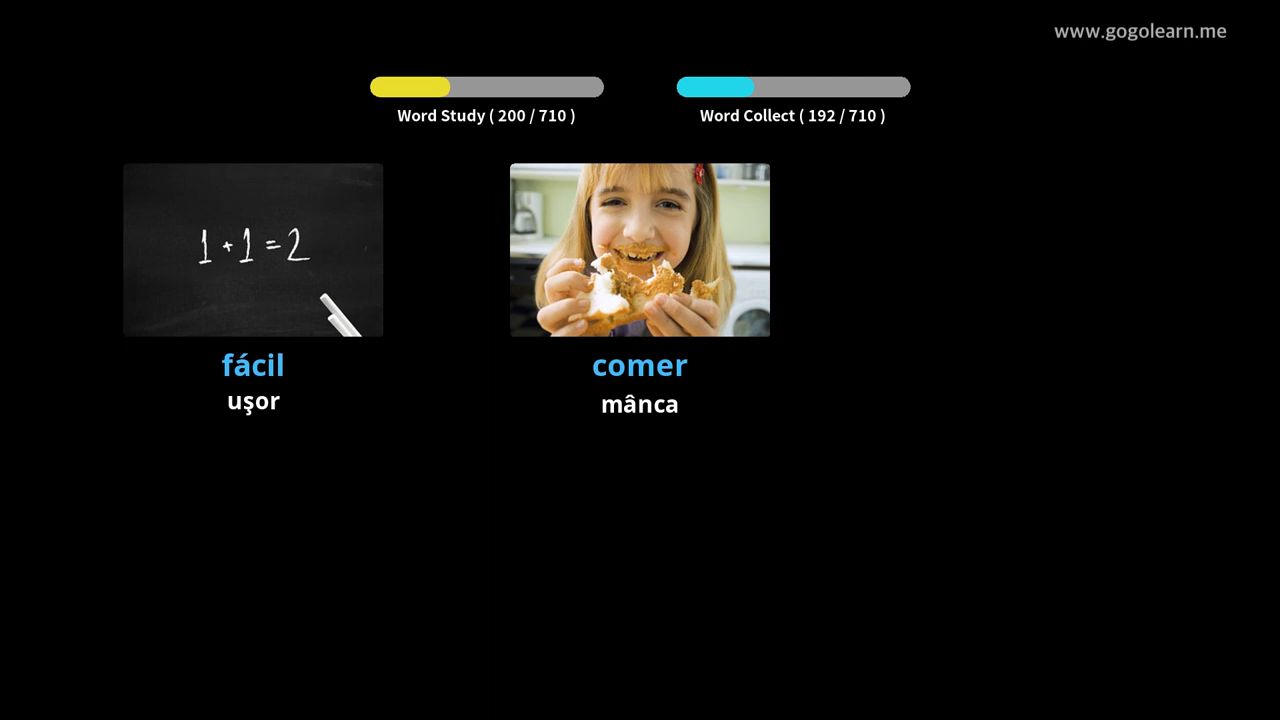 www.gogolearn.me
Word Study ( 200 / 710 )
Word Collect ( 192 / 710 )
1 + 1 = 2
fácil
uşor
comer
mânca